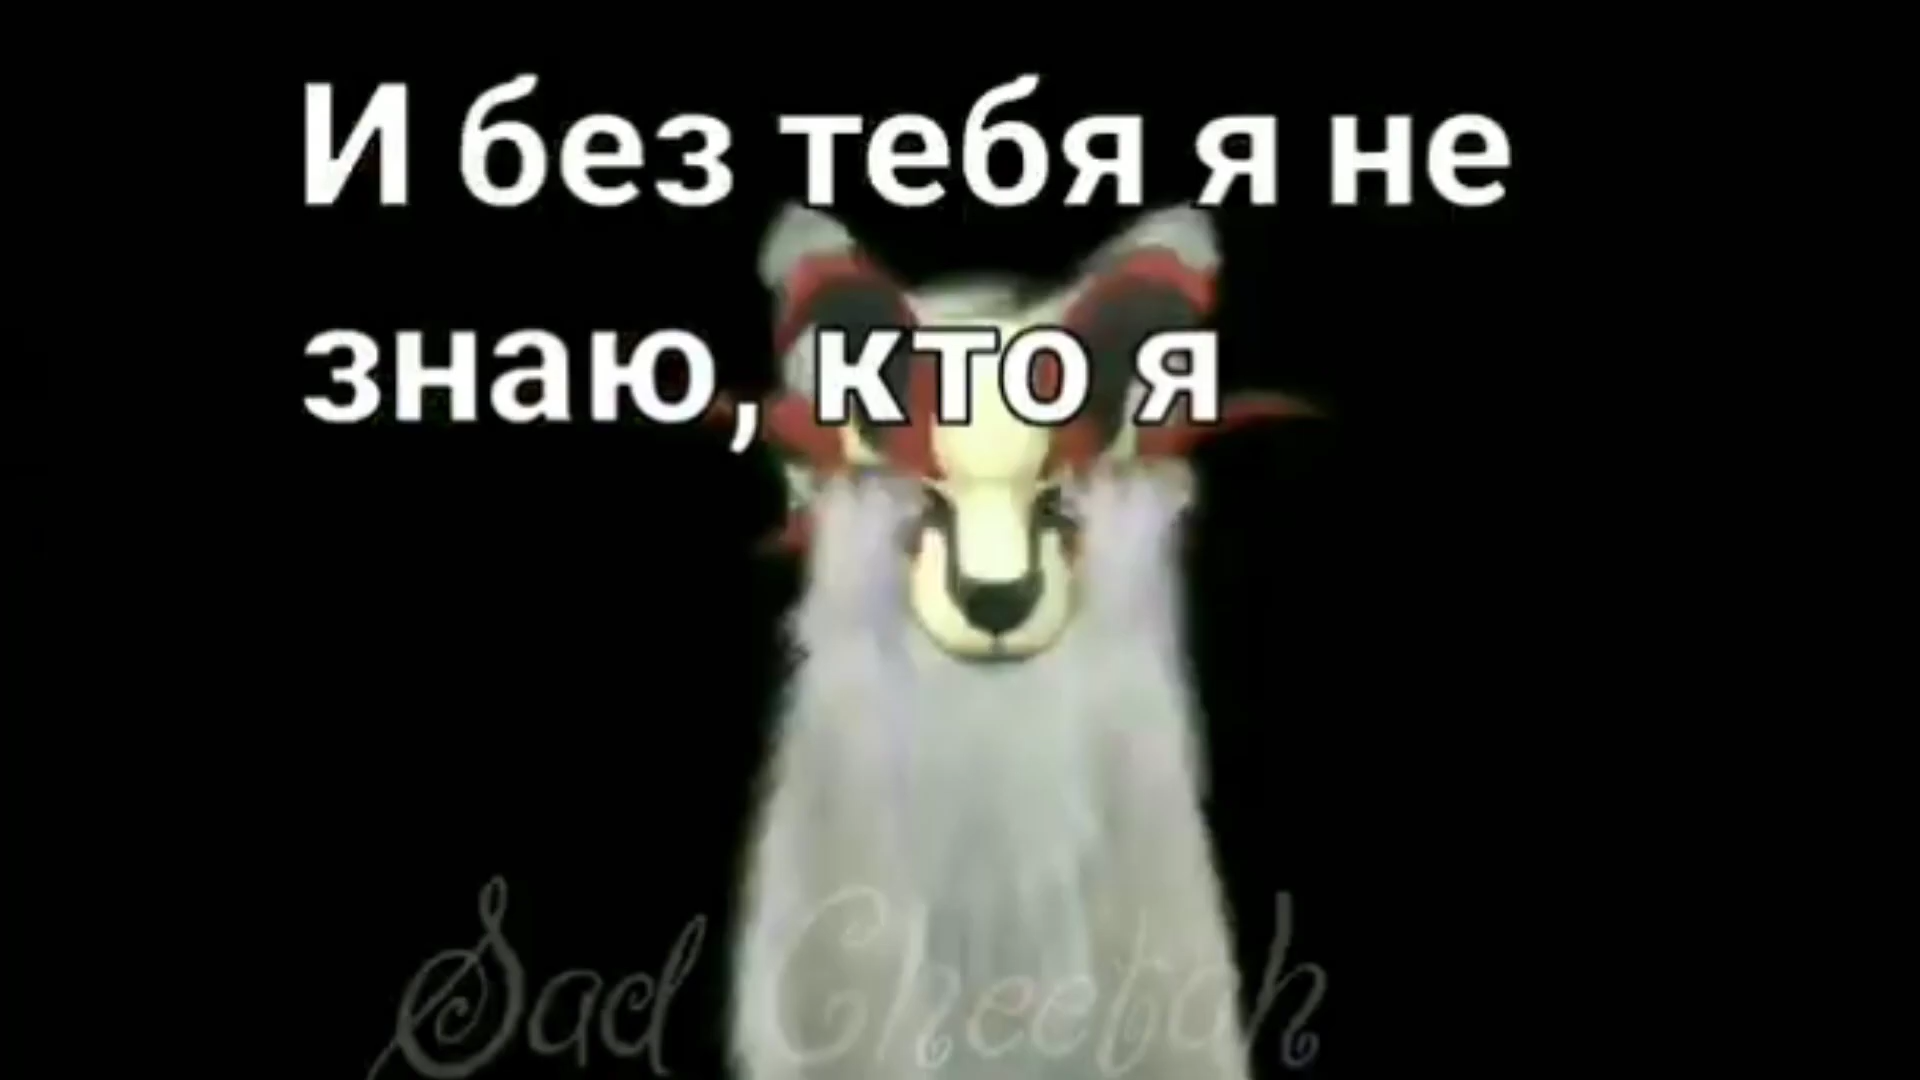 И без тебя я не
знаю, кто я
Sad Cheetah